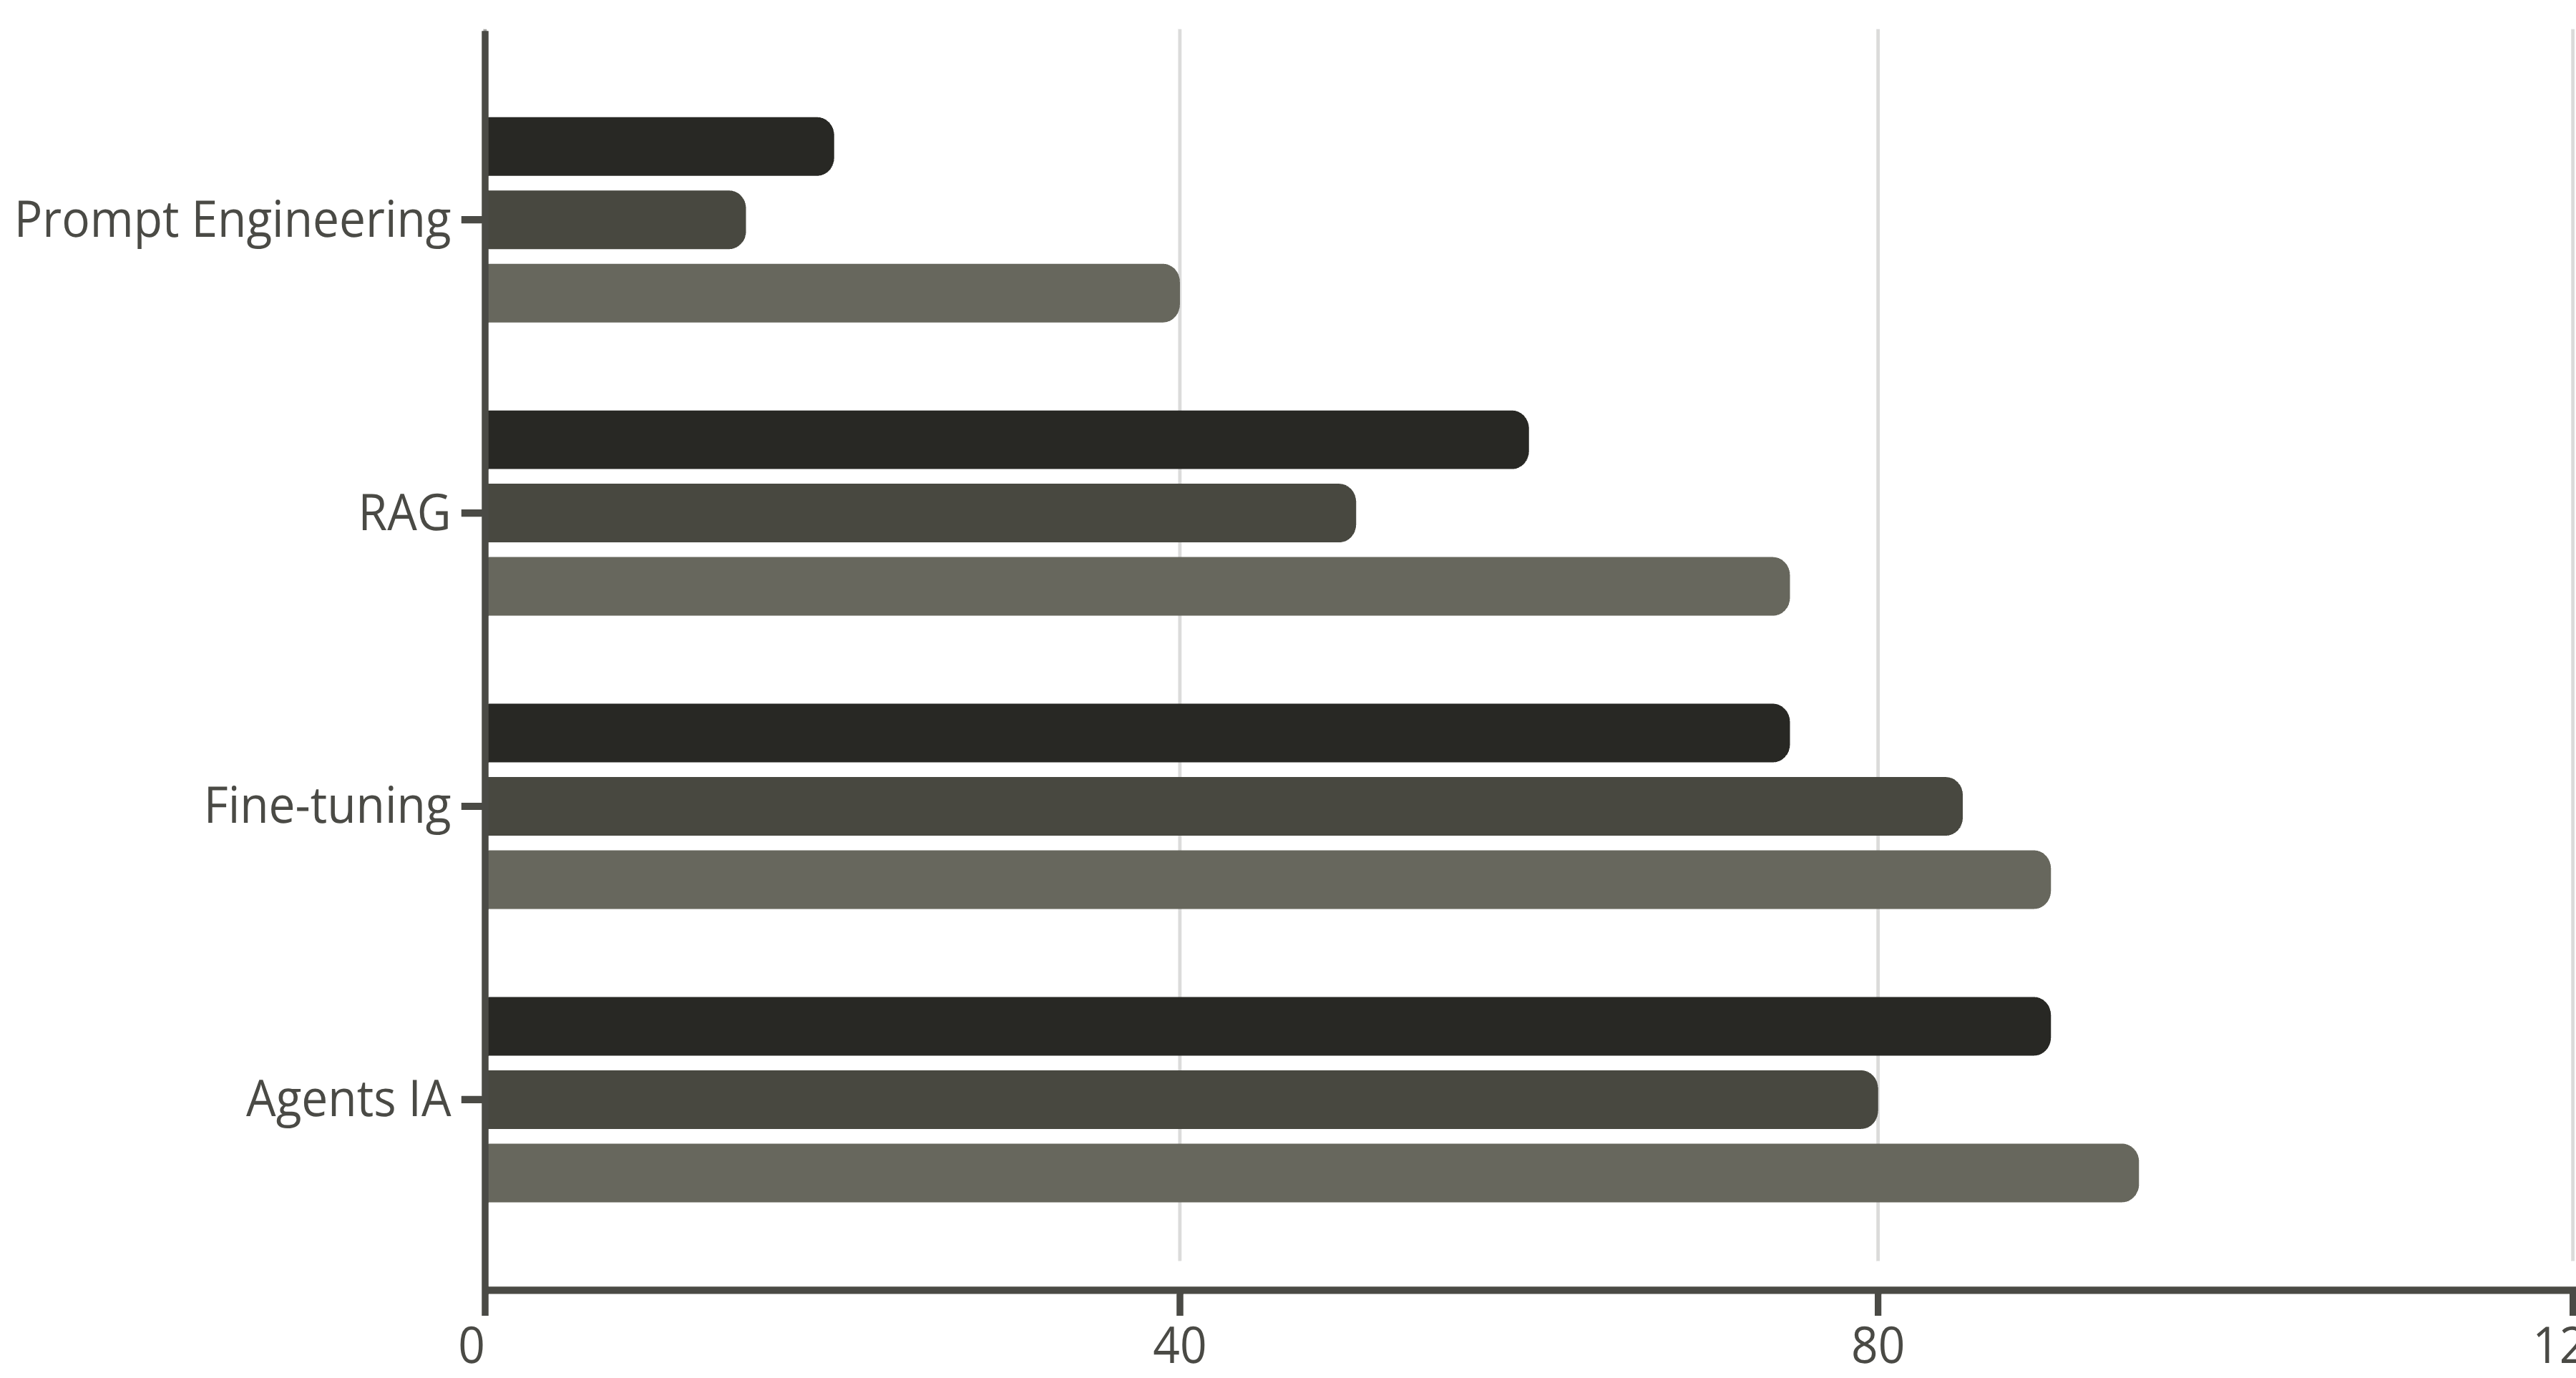 Prompt Engineering
RAG
Fine-tuning
Agents IA
0 40 80 12